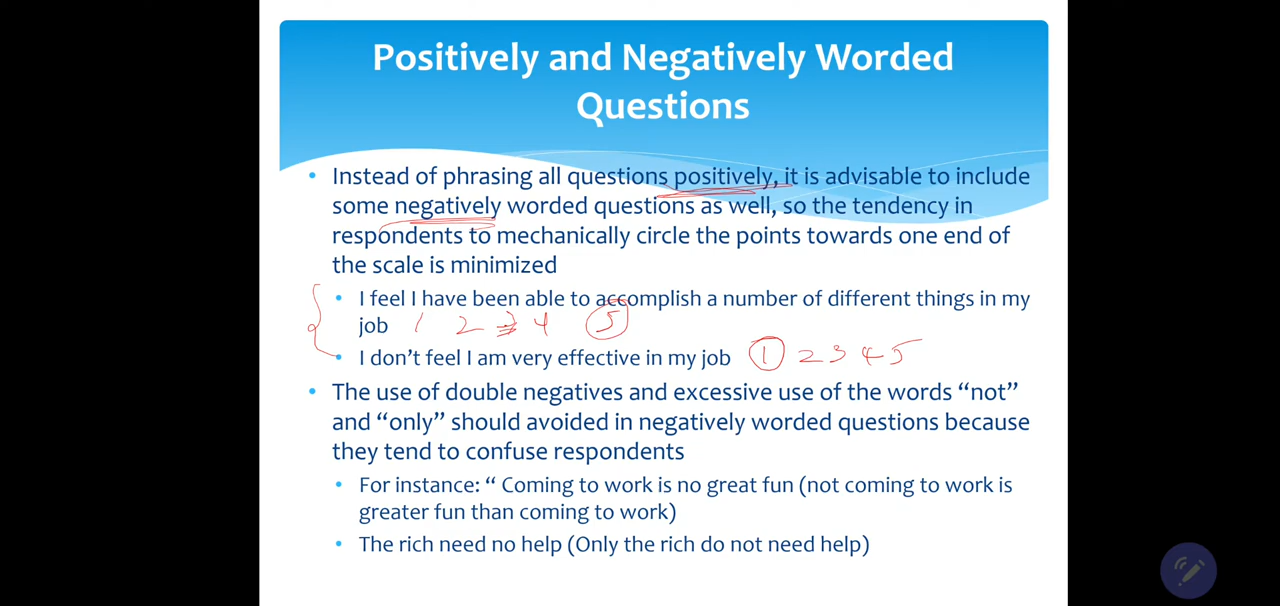 Positively and Negatively Worded
Questions
• Instead of phrasing all questions positively, it is advisable to include
some negatively worded questions as well, so the tendency in
respondents to mechanically circle the points towards one end of
the scale is minimized
• I feel I have been able to accomplish a number of different things in my
job 1 2 3 4 5
• I don't feel I am very effective in my job 1 2 3 4 5
• The use of double negatives and excessive use of the words “not”
and “only” should avoided in negatively worded questions because
they tend to confuse respondents
• For instance: “ Coming to work is no great fun (not coming to work is
greater fun than coming to work)
• The rich need no help (Only the rich do not need help)